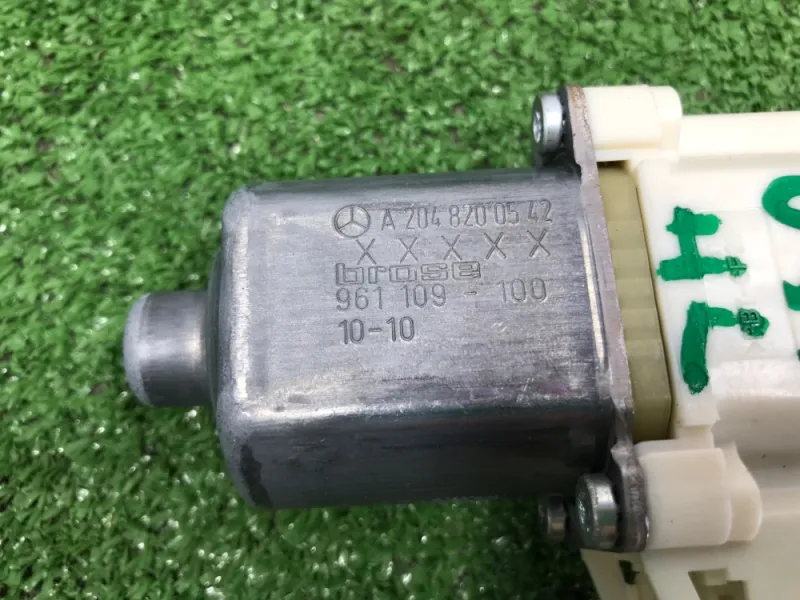 A 204 820 05 42
X X X X X
brose
961 109 - 100
10-10